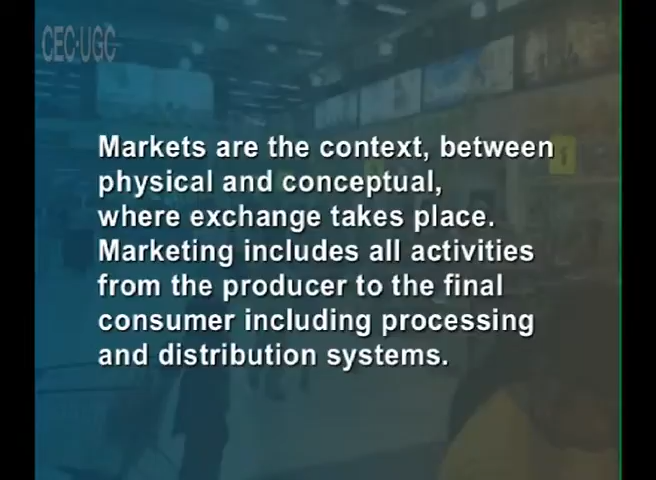 CEC-UGC
Markets are the context, between
physical and conceptual,
where exchange takes place.
Marketing includes all activities
from the producer to the final
consumer including processing
and distribution systems.